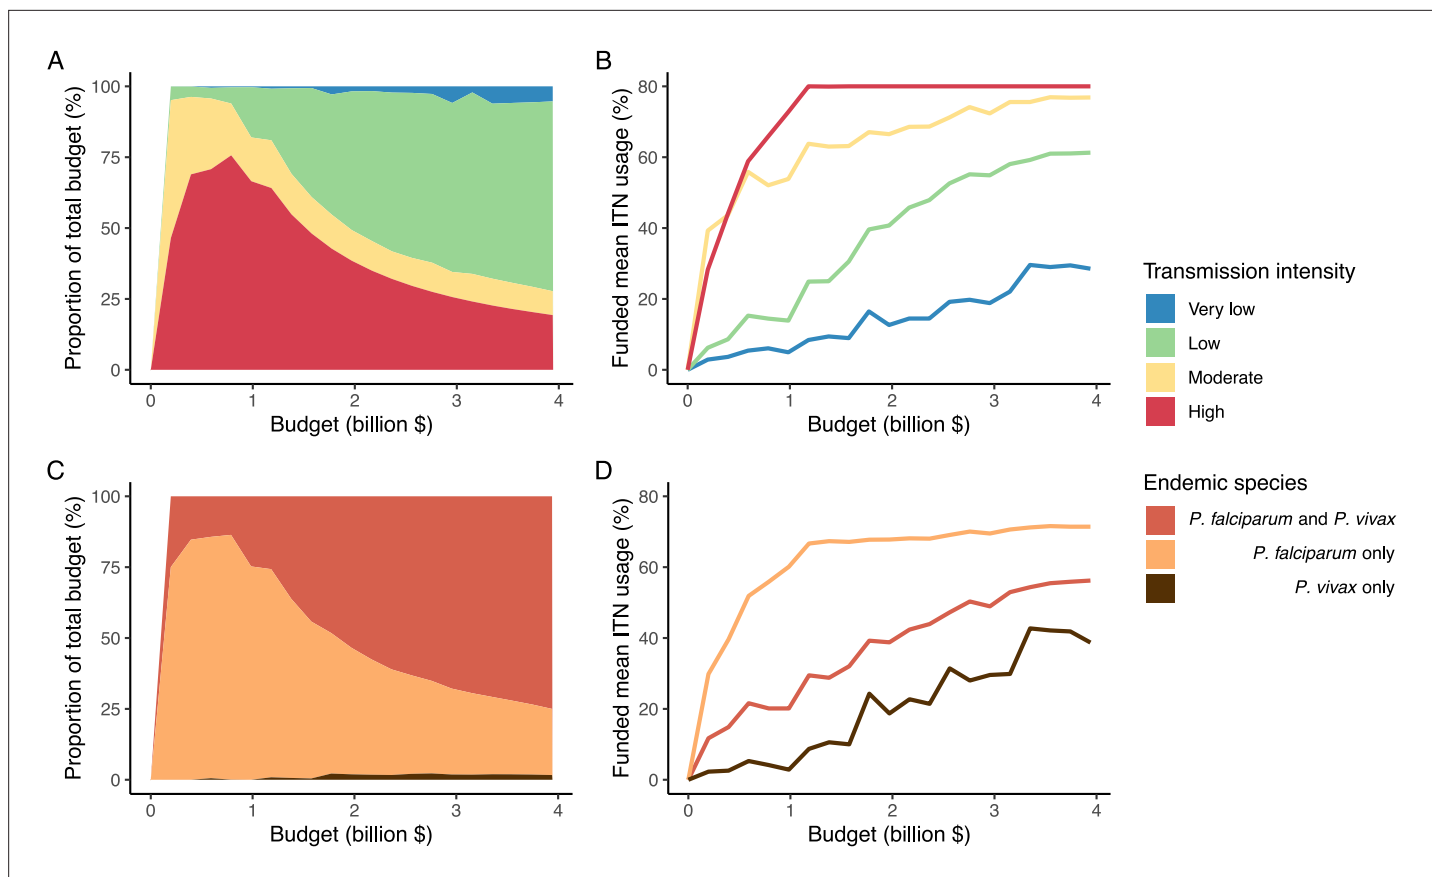 A
Proportion of total budget (%)
100
75
50
25
0
0 1 2 3 4
Budget (billion $)
B
Funded mean ITN usage (%)
80
60
40
20
0
0 1 2 3 4
Budget (billion $)
Transmission intensity
Very low
Low
Moderate
High
C
Proportion of total budget (%)
100
75
50
25
0
0 1 2 3 4
Budget (billion $)
D
Funded mean ITN usage (%)
80
60
40
20
0
0 1 2 3 4
Budget (billion $)
Endemic species
P. falciparum and P. vivax
P. falciparum only
P. vivax only